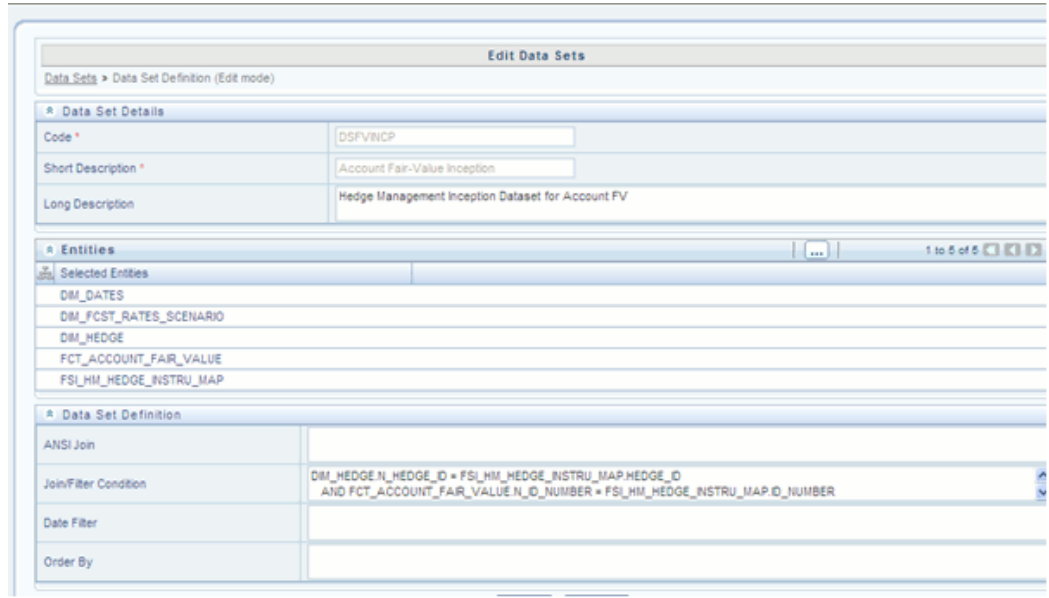 Edit Data Sets
Data Sets > Data Set Definition (Edit mode)
Data Set Details
Code *
DSFVINCP
Short Description *
Account Fair-Value Inception
Long Description
Hedge Management Inception Dataset for Account FV
Entities
...
1 to 5 of 5
Selected Entities
DIM_DATES
DIM_FCST_RATES_SCENARIO
DIM_HEDGE
FCT_ACCOUNT_FAIR_VALUE
FSI_HM_HEDGE_INSTRU_MAP
Data Set Definition
ANSI Join
Join/Filter Condition
DIM_HEDGE.N_HEDGE_ID = FSI_HM_HEDGE_INSTRU_MAP.HEDGE_ID
AND FCT_ACCOUNT_FAIR_VALUE.N_ID_NUMBER = FSI_HM_HEDGE_INSTRU_MAP.ID_NUMBER
Date Filter
Order By